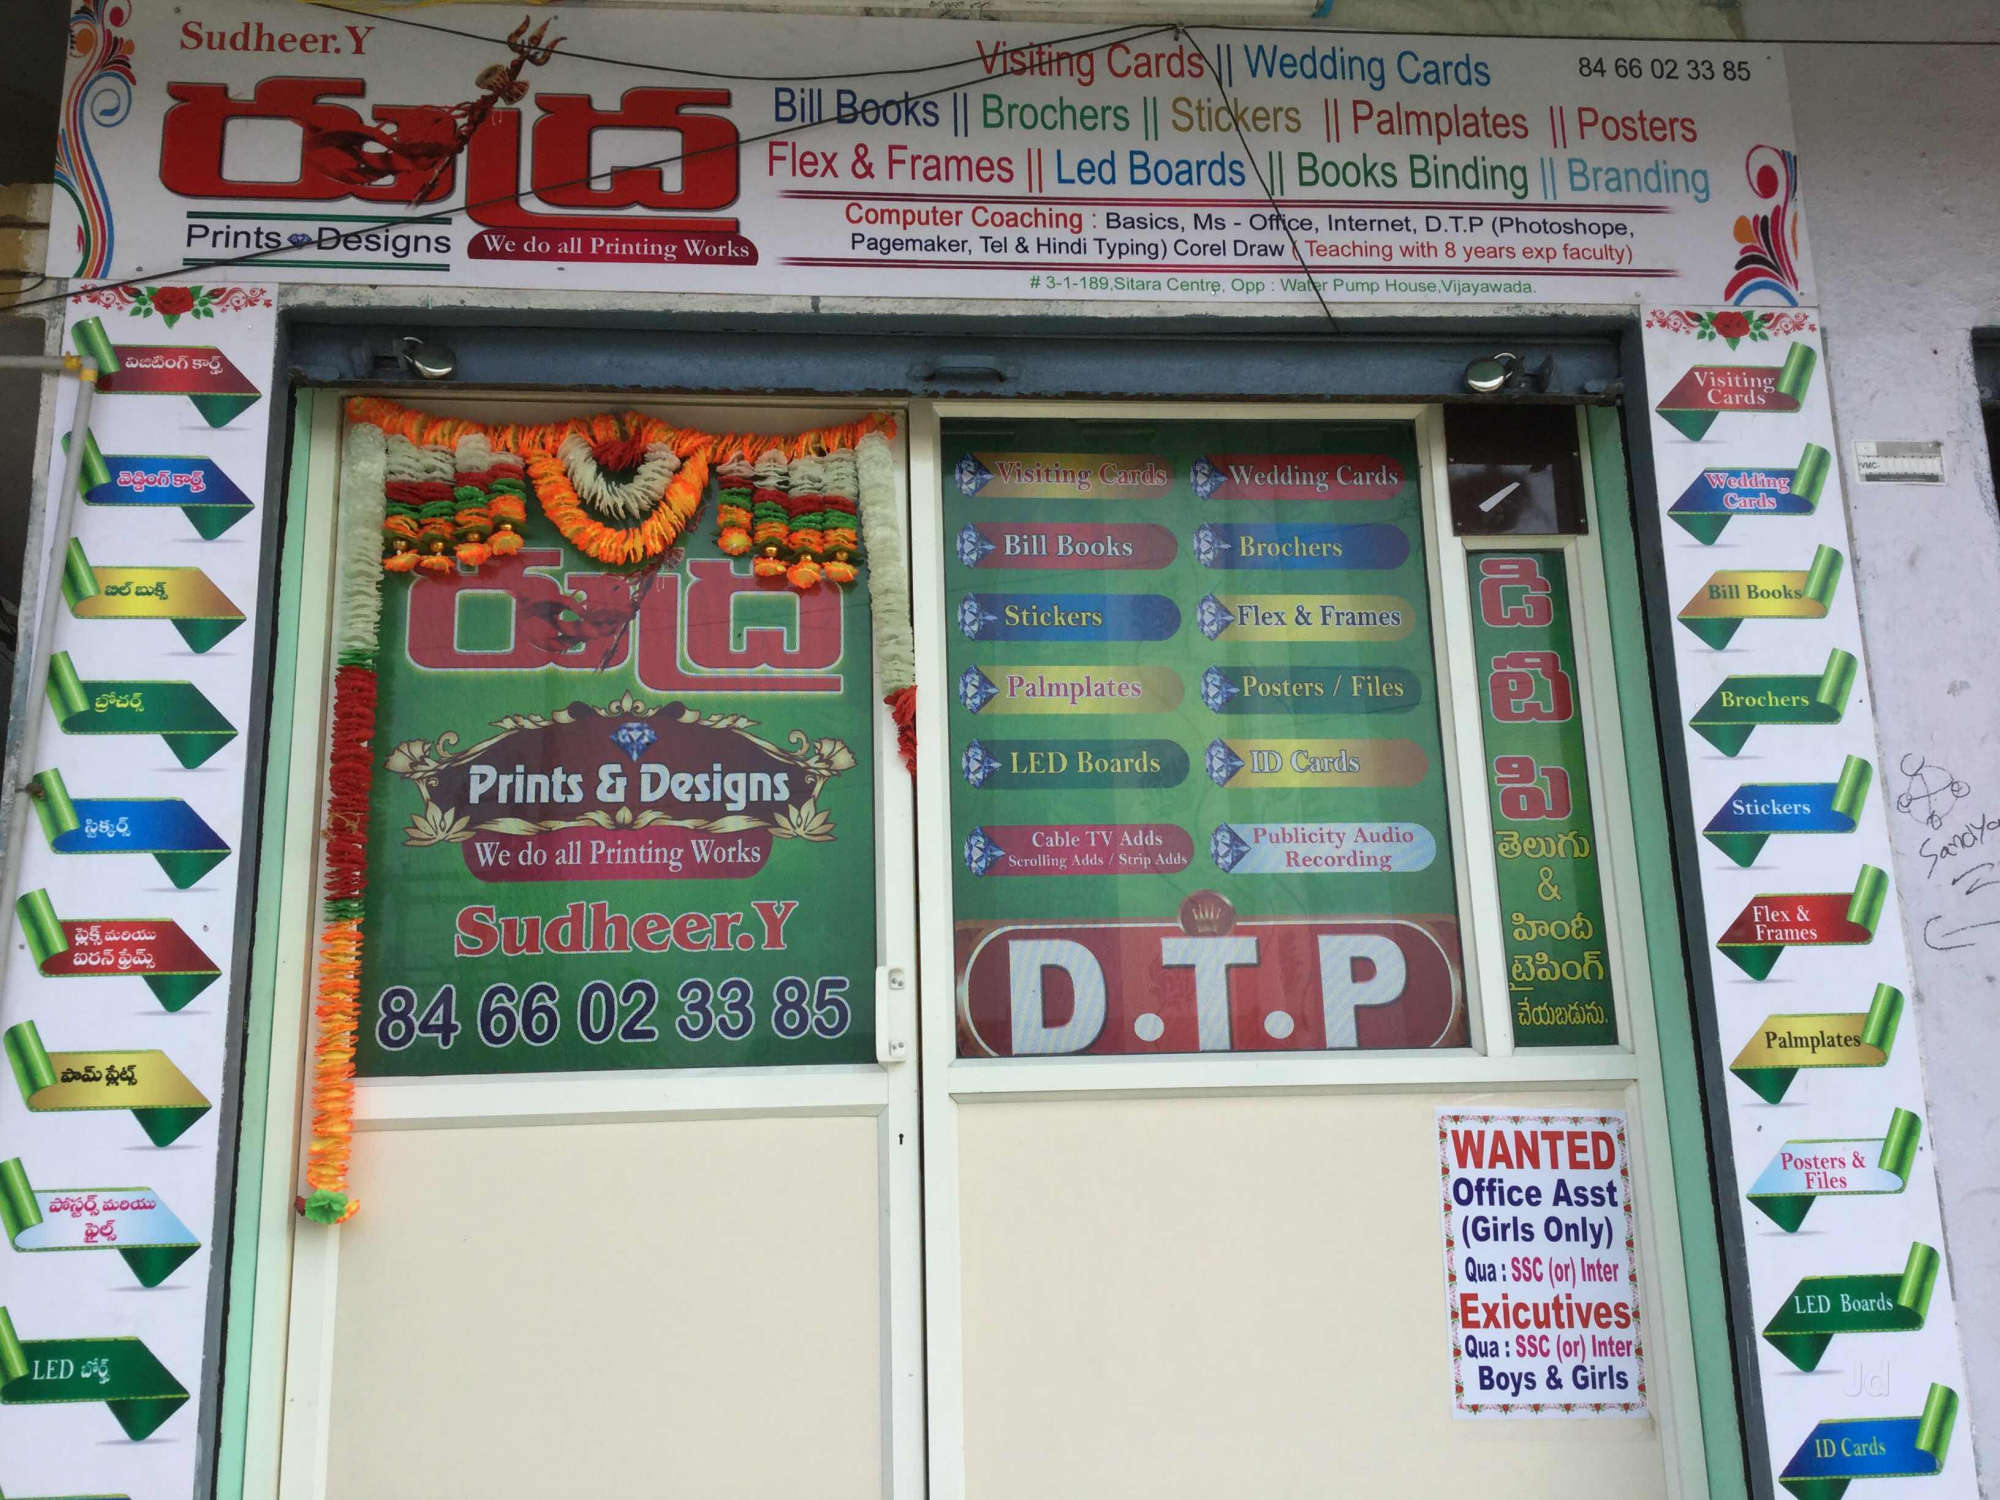 Sudheer.Y
రుద్ర
Prints Designs
We do all Printing Works
Visiting Cards || Wedding Cards
84 66 02 33 85
Bill Books || Brochers || Stickers || Palmplates || Posters
Flex & Frames || Led Boards || Books Binding || Branding
Computer Coaching : Basics, Ms - Office, Internet, D.T.P (Photoshope,
Pagemaker, Tel & Hindi Typing) Corel Draw ( Teaching with 8 years exp faculty)
# 3-1-189,Sitara Centre, Opp : Water Pump House,Vijayawada.
విజిటింగ్ కార్డ్స్
వెడ్డింగ్ కార్డ్స్
బిల్ బుక్స్
బ్రోచర్స్
స్టిక్కర్స్
ఫ్లెక్స్ మరియు
ఐరన్ ఫ్రేమ్స్
పామ్ ప్లేట్స్
పోస్టర్స్ మరియు
ఫైల్స్
LED బోర్డ్స్
రుద్ర
Prints & Designs
We do all Printing Works
Sudheer.Y
84 66 02 33 85
Visiting Cards
Wedding Cards
Bill Books
Brochers
Stickers
Flex & Frames
Palmplates
Posters / Files
LED Boards
ID Cards
Cable TV Adds
Scrolling Adds / Strip Adds
Publicity Audio
Recording
D.T.P
డి
టి
పి
తెలుగు
&
హిందీ
టైపింగ్
చేయబడును.
WANTED
Office Asst
(Girls Only)
Qua : SSC (or) Inter
Exicutives
Qua : SSC (or) Inter
Boys & Girls
Visiting
Cards
Wedding
Cards
Bill Books
Brochers
Stickers
Flex &
Frames
Palmplates
Posters &
Files
LED Boards
ID Cards
VMC-
Jd